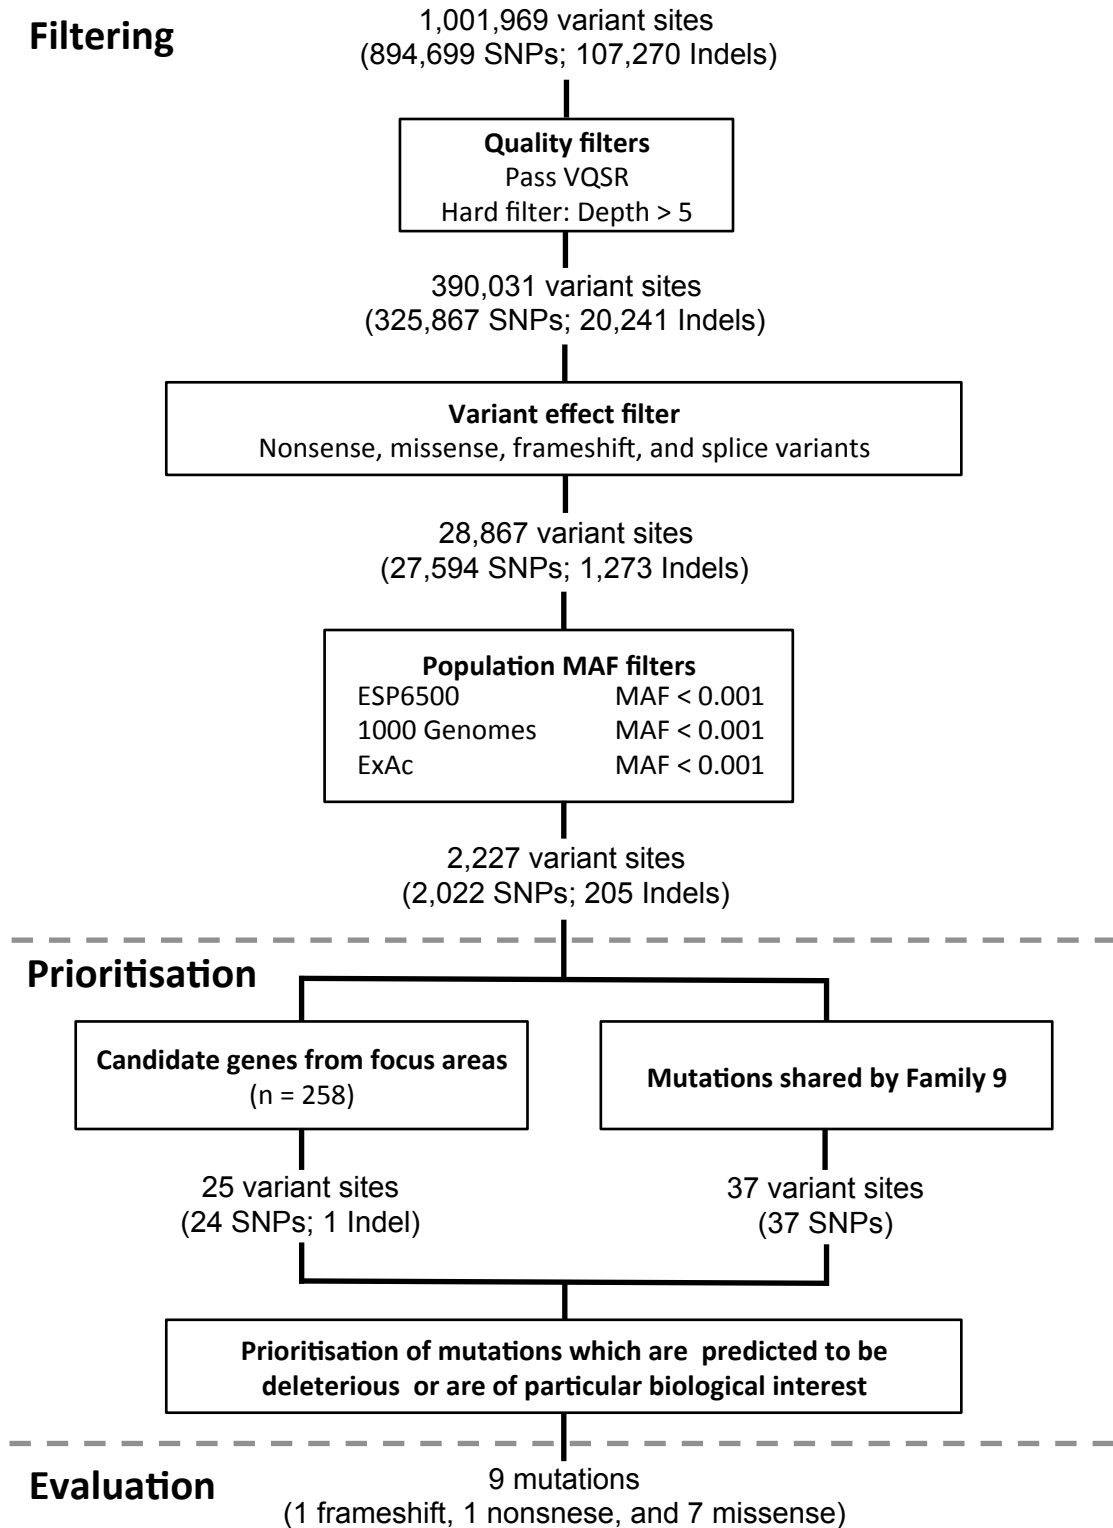 Filtering
1,001,969 variant sites
(894,699 SNPs; 107,270 Indels)
Quality filters
Pass VQSR
Hard filter: Depth > 5
390,031 variant sites
(325,867 SNPs; 20,241 Indels)
Variant effect filter
Nonsense, missense, frameshift, and splice variants
28,867 variant sites
(27,594 SNPs; 1,273 Indels)
Population MAF filters
ESP6500 MAF < 0.001
1000 Genomes MAF < 0.001
ExAc MAF < 0.001
2,227 variant sites
(2,022 SNPs; 205 Indels)
Prioritisation
Candidate genes from focus areas
(n = 258)
Mutations shared by Family 9
25 variant sites
(24 SNPs; 1 Indel)
37 variant sites
(37 SNPs)
Prioritisation of mutations which are predicted to be
deleterious or are of particular biological interest
Evaluation
9 mutations
(1 frameshift, 1 nonsnese, and 7 missense)